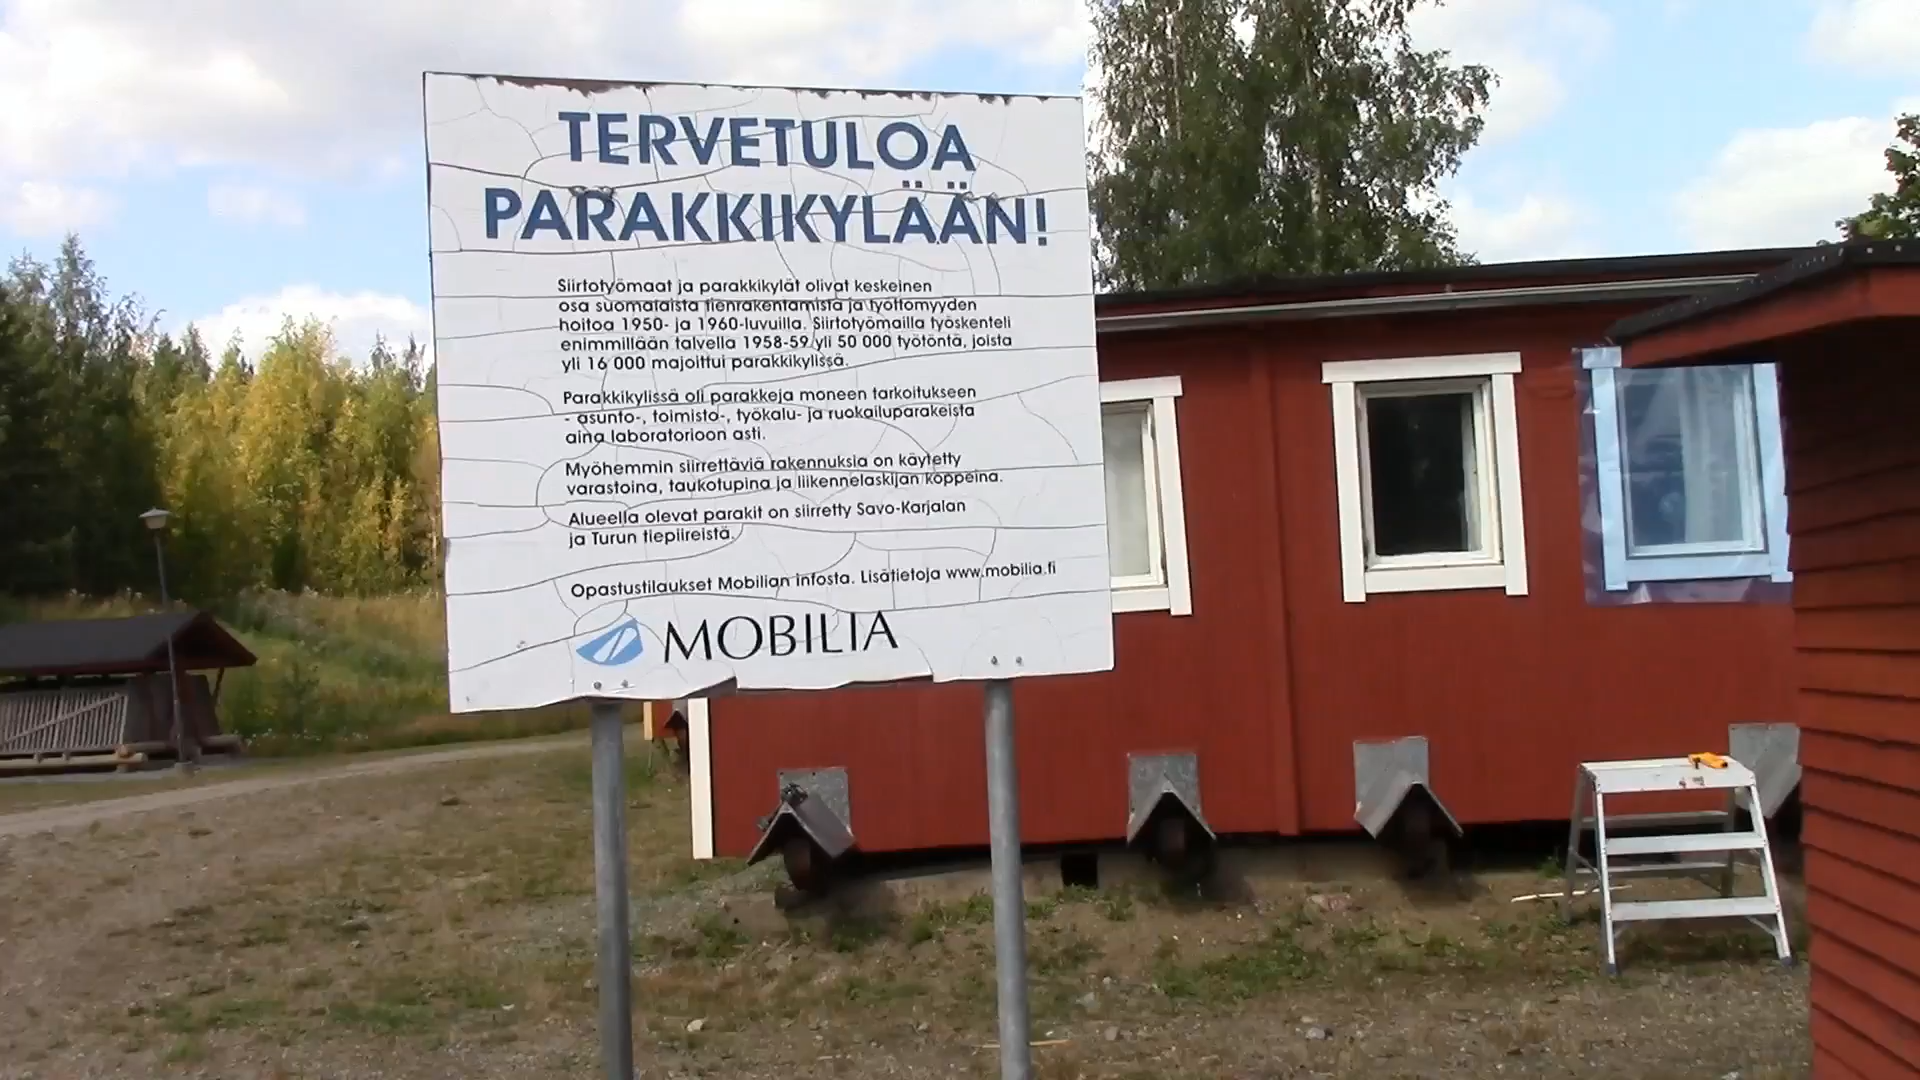 TERVETULOA
PARAKKIKYLÄÄN!
Siirtotyömaat ja parakkikylät olivat keskeinen
osa suomalaista tienrakentamista ja työttömyyden
hoitoa 1950- ja 1960-luvuilla. Siirtotyömailla työskenteli
enimmillään talvella 1958-59 yli 50 000 työtöntä, joista
yli 16 000 majoittui parakkikylissä.
Parakkikylissä oli parakkeja moneen tarkoitukseen
- asunto-, toimisto-, työkalu- ja ruokailuparakeista
aina laboratorioon asti.
Myöhemmin siirrettäviä rakennuksia on käytetty
varastoina, taukotupina ja liikennelaskijan koppeina.
Alueella olevat parakit on siirretty Savo-Karjalan
ja Turun tiepiireistä.
Opastustilaukset Mobilian infosta. Lisätietoja www.mobilia.fi
MOBILIA